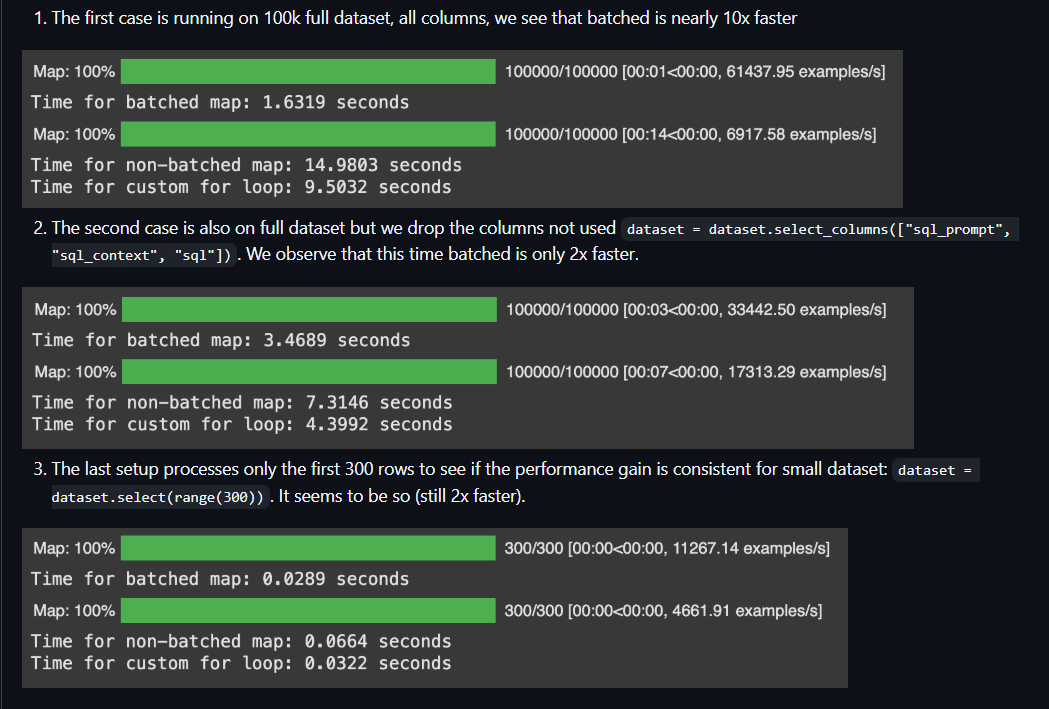 1. The first case is running on 100k full dataset, all columns, we see that batched is nearly 10x faster
Map: 100% 100000/100000 [00:01<00:00, 61437.95 examples/s]
Time for batched map: 1.6319 seconds
Map: 100% 100000/100000 [00:14<00:00, 6917.58 examples/s]
Time for non-batched map: 14.9803 seconds
Time for custom for loop: 9.5032 seconds
2. The second case is also on full dataset but we drop the columns not used dataset = dataset.select_columns(["sql_prompt",
"sql_context", "sql"]). We observe that this time batched is only 2x faster.
Map: 100% 100000/100000 [00:03<00:00, 33442.50 examples/s]
Time for batched map: 3.4689 seconds
Map: 100% 100000/100000 [00:07<00:00, 17313.29 examples/s]
Time for non-batched map: 7.3146 seconds
Time for custom for loop: 4.3992 seconds
3. The last setup processes only the first 300 rows to see if the performance gain is consistent for small dataset: dataset =
dataset.select(range(300)). It seems to be so (still 2x faster).
Map: 100% 300/300 [00:00<00:00, 11267.14 examples/s]
Time for batched map: 0.0289 seconds
Map: 100% 300/300 [00:00<00:00, 4661.91 examples/s]
Time for non-batched map: 0.0664 seconds
Time for custom for loop: 0.0322 seconds